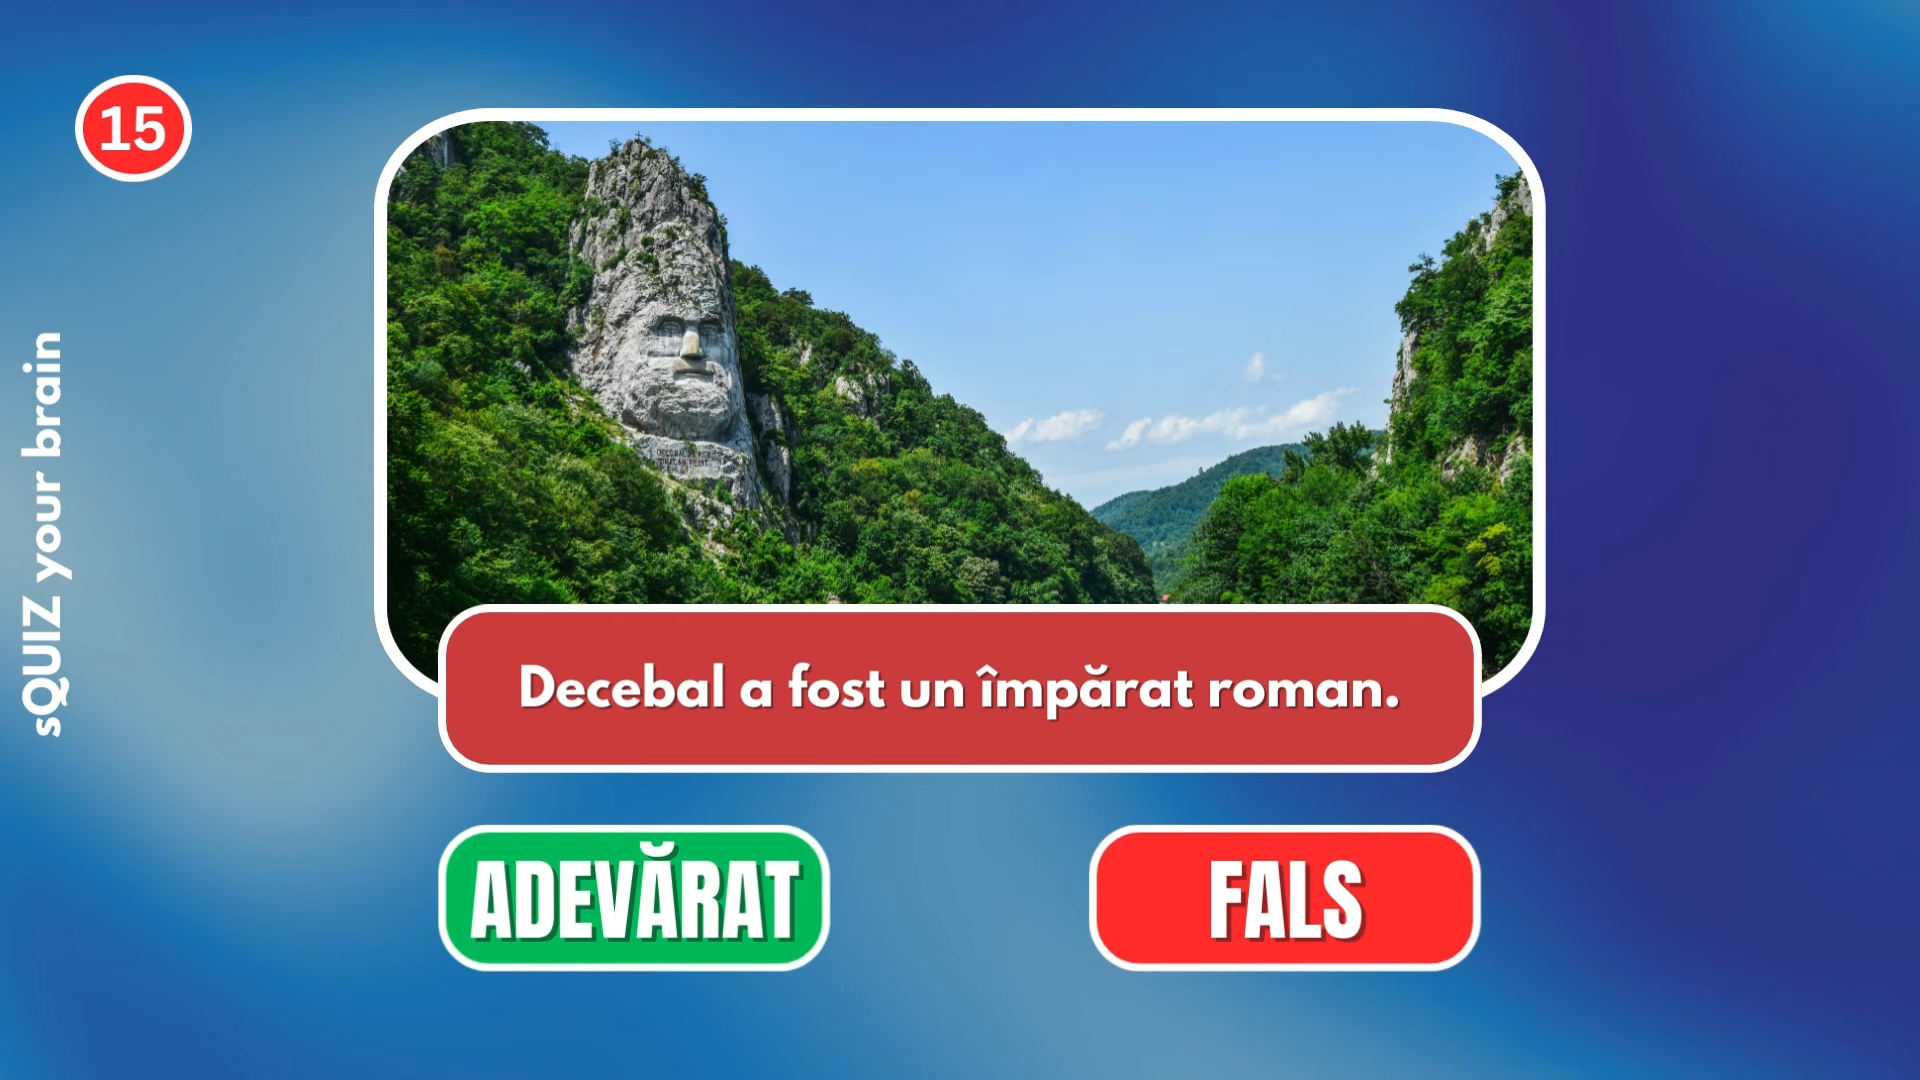 15
sQUIZ your brain
Decebal a fost un împărat roman.
ADEVĂRAT
FALS